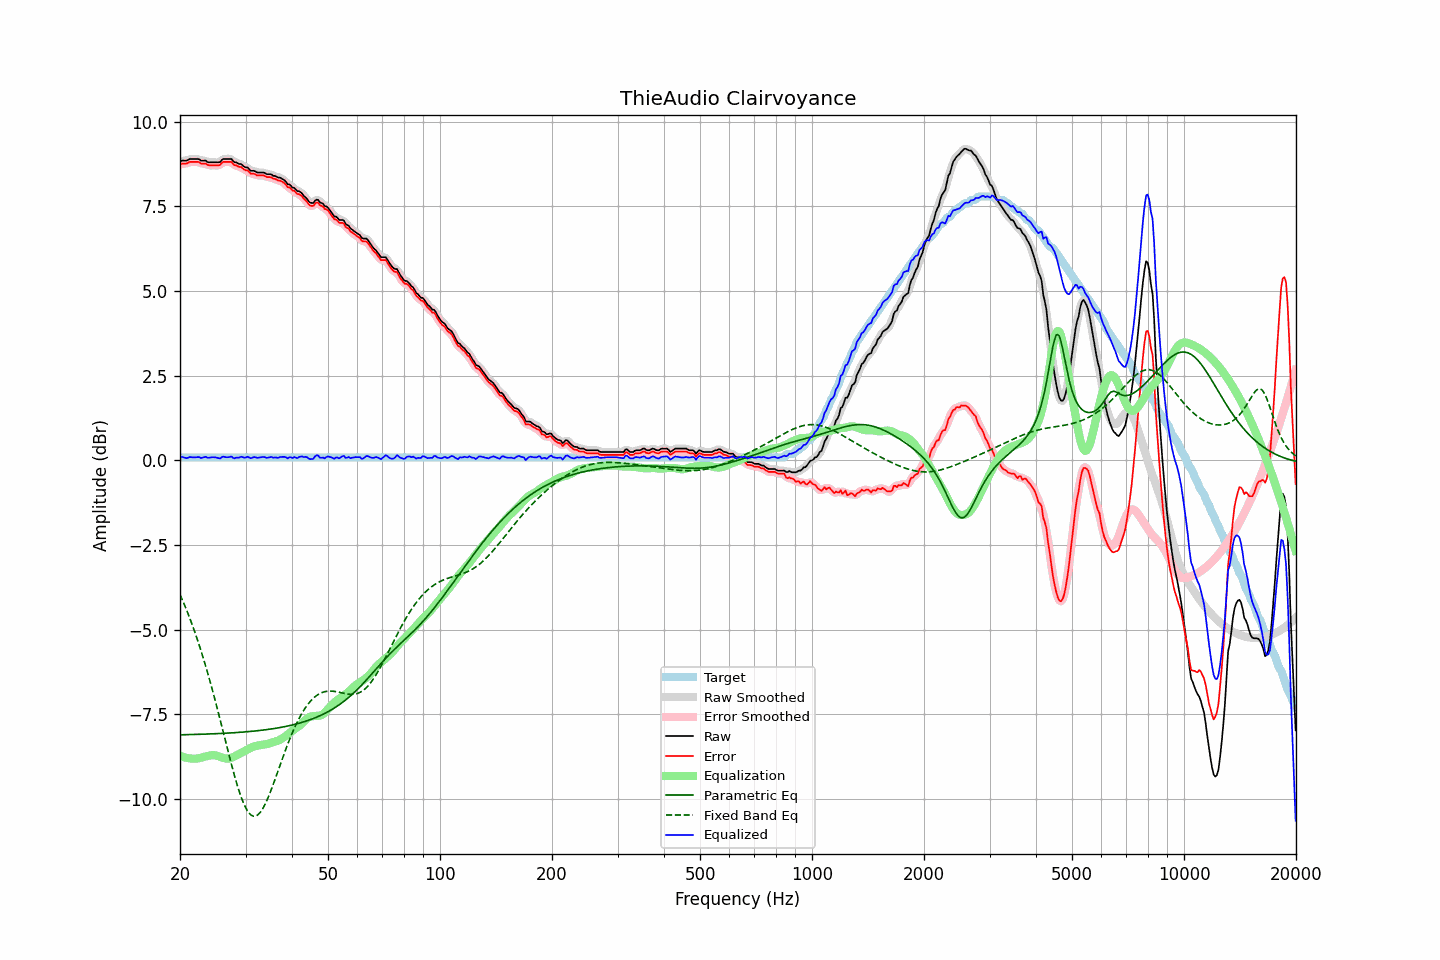 ThieAudio Clairvoyance
10.0
7.5
5.0
2.5
0.0
−2.5
−5.0
−7.5
−10.0
Amplitude (dBr)
Target
Raw Smoothed
Error Smoothed
Raw
Error
Equalization
Parametric Eq
Fixed Band Eq
Equalized
20 50 100 200 500 1000 2000 5000 10000 20000
Frequency (Hz)